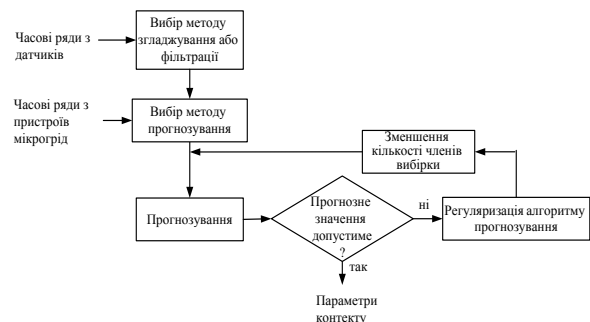 Вибір методу
згладжування або
фільтрації
Часові ряди з
датчиків
Часові ряди з
пристроїв
мікрогрід
Вибір методу
прогнозування
Зменшення
кількості членів
вибірки
Прогнозування
Прогнозне
значення
допустиме
?
ні
Регуляризація алгоритму
прогнозування
так
Параметри
контексту